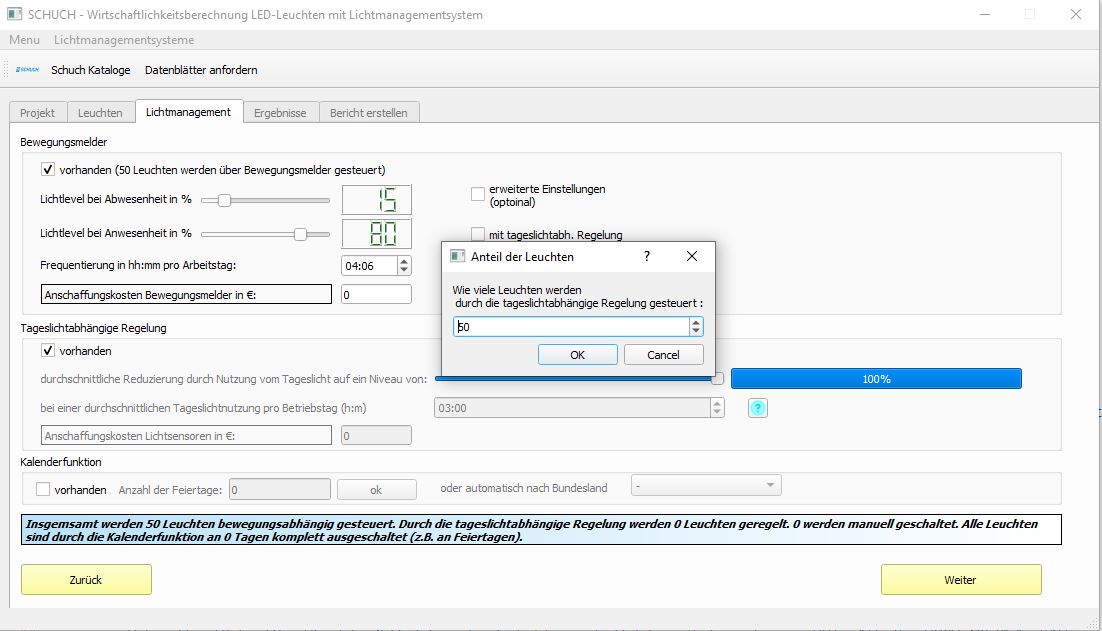 SCHUCH - Wirtschaftlichkeitsberechnung LED-Leuchten mit Lichtmanagementsystem
Menu Lichtmanagementsysteme
SCHUCH Schuch Kataloge Datenblätter anfordern
Projekt Leuchten Lichtmanagement Ergebnisse Bericht erstellen
Bewegungsmelder
vorhanden (50 Leuchten werden über Bewegungsmelder gesteuert)
Lichtlevel bei Abwesenheit in % 15
erweiterte Einstellungen
(optoinal)
Lichtlevel bei Anwesenheit in % 80
mit tageslichtabh. Regelung
Frequentierung in hh:mm pro Arbeitstag: 04:06
Anschaffungskosten Bewegungsmelder in €: 0
Anteil der Leuchten ?
Wie viele Leuchten werden
durch die tageslichtabhängige Regelung gesteuert :
50
OK Cancel
Tageslichtabhängige Regelung
vorhanden
durchschnittliche Reduzierung durch Nutzung vom Tageslicht auf ein Niveau von: 100%
bei einer durchschnittlichen Tageslichtnutzung pro Betriebstag (h:m) 03:00 ?
Anschaffungskosten Lichtsensoren in €: 0
Kalenderfunktion
vorhanden Anzahl der Feiertage: 0 ok oder automatisch nach Bundesland -
Insgemsamt werden 50 Leuchten bewegungsabhängig gesteuert. Durch die tageslichtabhängige Regelung werden 0 Leuchten geregelt. 0 werden manuell geschaltet. Alle Leuchten
sind durch die Kalenderfunktion an 0 Tagen komplett ausgeschaltet (z.B. an Feiertagen).
Zurück Weiter